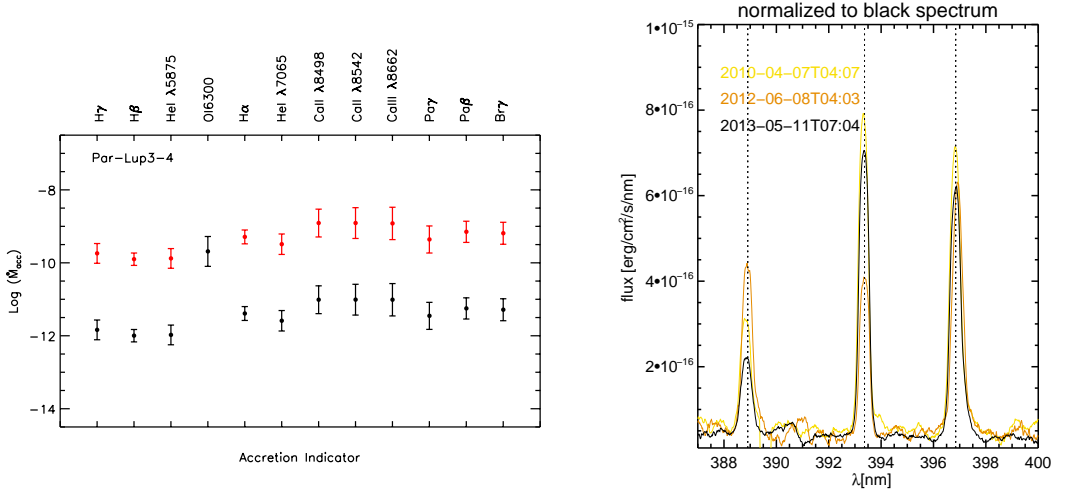 Hγ
Hβ
HeI λ5875
OI6300
Hα
HeI λ7065
CaII λ8498
CaII λ8542
CaIII λ8662
Paγ
Paβ
Brγ
Par-Lup3-4
Log (Ṁacc)
-8
-10
-12
-14
Accretion Indicator
normalized to black spectrum
1•10-15
8•10-16
6•10-16
4•10-16
2•10-16
flux [erg/cm2/s/nm]
2010-04-07T04:07
2012-06-08T04:03
2013-05-11T07:04
388 390 392 394 396 398 400
λ[nm]